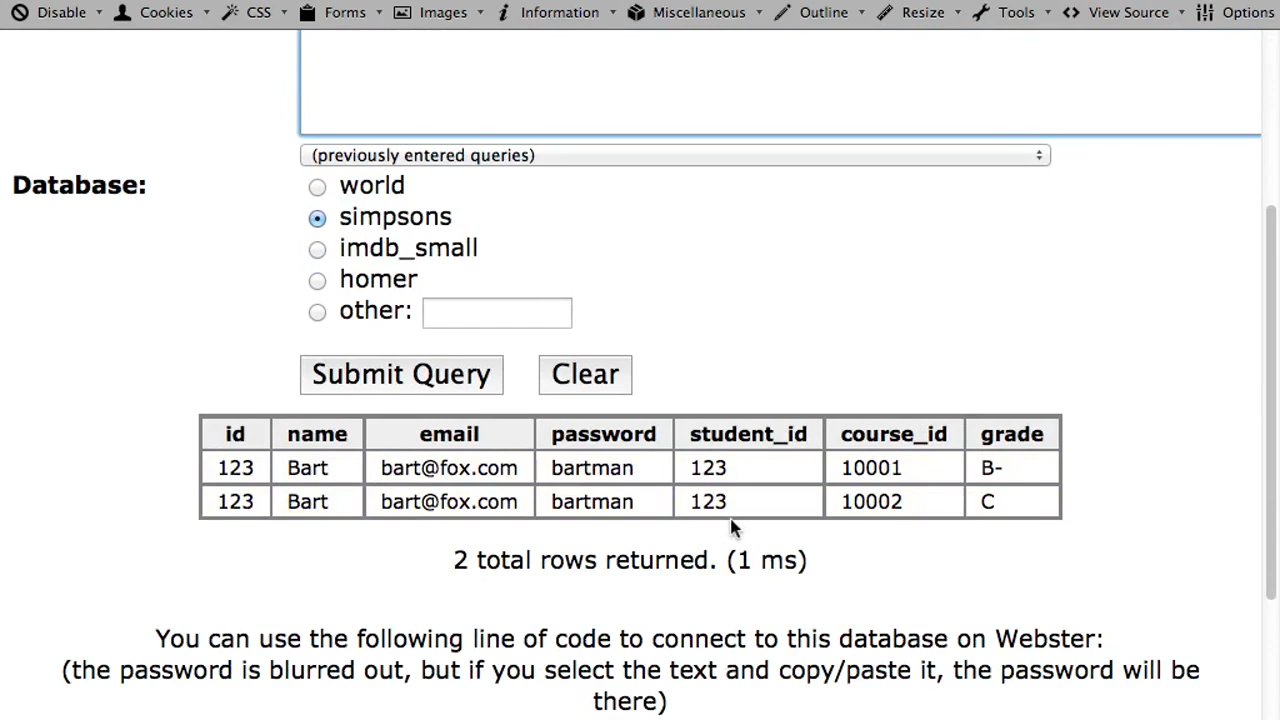 Disable Cookies CSS Forms Images Information Miscellaneous Outline Resize Tools View Source Options
(previously entered queries)
Database:
world
simpsons
imdb_small
homer
other:
Submit Query Clear
id name email password student_id course_id grade
123 Bart bart@fox.com bartman 123 10001 B-
123 Bart bart@fox.com bartman 123 10002 C
2 total rows returned. (1 ms)
You can use the following line of code to connect to this database on Webster:
(the password is blurred out, but if you select the text and copy/paste it, the password will be
there)